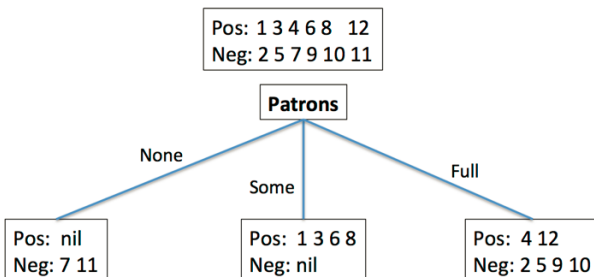 Pos: 1 3 4 6 8 12
Neg: 2 5 7 9 10 11
Patrons
None
Some
Full
Pos: nil
Neg: 7 11
Pos: 1 3 6 8
Neg: nil
Pos: 4 12
Neg: 2 5 9 10